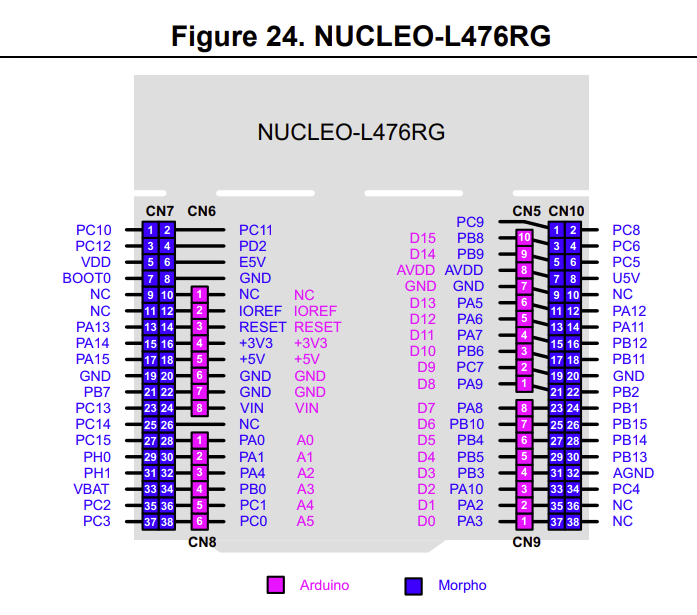 Figure 24. NUCLEO-L476RG
NUCLEO-L476RG
CN7 CN6 CN5 CN10
PC9
PC10 1 2 PC11 D15 PB8 10 1 2 PC8
PC12 3 4 PD2 D14 PB9 9 3 4 PC6
VDD 5 6 E5V AVDD AVDD 8 5 6 PC5
BOOT0 7 8 GND GND GND 7 7 8 U5V
NC 9 10 1 NC NC D13 PA5 6 9 10 NC
NC 11 12 2 IOREF IOREF D12 PA6 5 11 12 PA12
PA13 13 14 3 RESET RESET D11 PA7 4 13 14 PA11
PA14 15 16 4 +3V3 +3V3 D10 PB6 3 15 16 PB12
PA15 17 18 5 +5V +5V D9 PC7 2 17 18 PB11
GND 19 20 6 GND GND D8 PA9 1 19 20 GND
PB7 21 22 7 GND GND 21 22 PB2
PC13 23 24 8 VIN VIN D7 PA8 8 23 24 PB1
PC14 25 26 NC D6 PB10 7 25 26 PB15
PC15 27 28 1 PA0 A0 D5 PB4 6 27 28 PB14
PH0 29 30 2 PA1 A1 D4 PB5 5 29 30 PB13
PH1 31 32 3 PA4 A2 D3 PB3 4 31 32 AGND
VBAT 33 34 4 PB0 A3 D2 PA10 3 33 34 PC4
PC2 35 36 5 PC1 A4 D1 PA2 2 35 36 NC
PC3 37 38 6 PC0 A5 D0 PA3 1 37 38 NC
CN8 CN9
Arduino Morpho